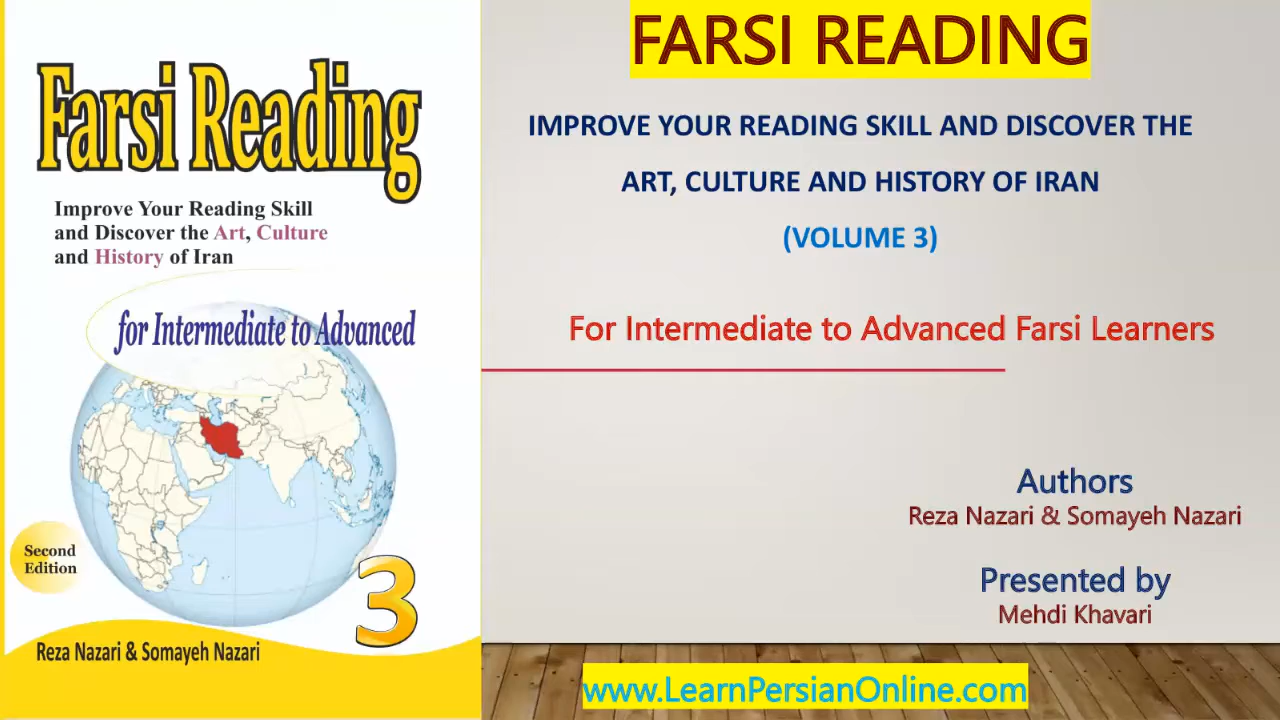 Farsi Reading
Improve Your Reading Skill
and Discover the Art, Culture
and History of Iran
for Intermediate to Advanced
Second
Edition
3
Reza Nazari & Somayeh Nazari
FARSI READING
IMPROVE YOUR READING SKILL AND DISCOVER THE
ART, CULTURE AND HISTORY OF IRAN
(VOLUME 3)
For Intermediate to Advanced Farsi Learners
Authors
Reza Nazari & Somayeh Nazari
Presented by
Mehdi Khavari
www.LearnPersianOnline.com